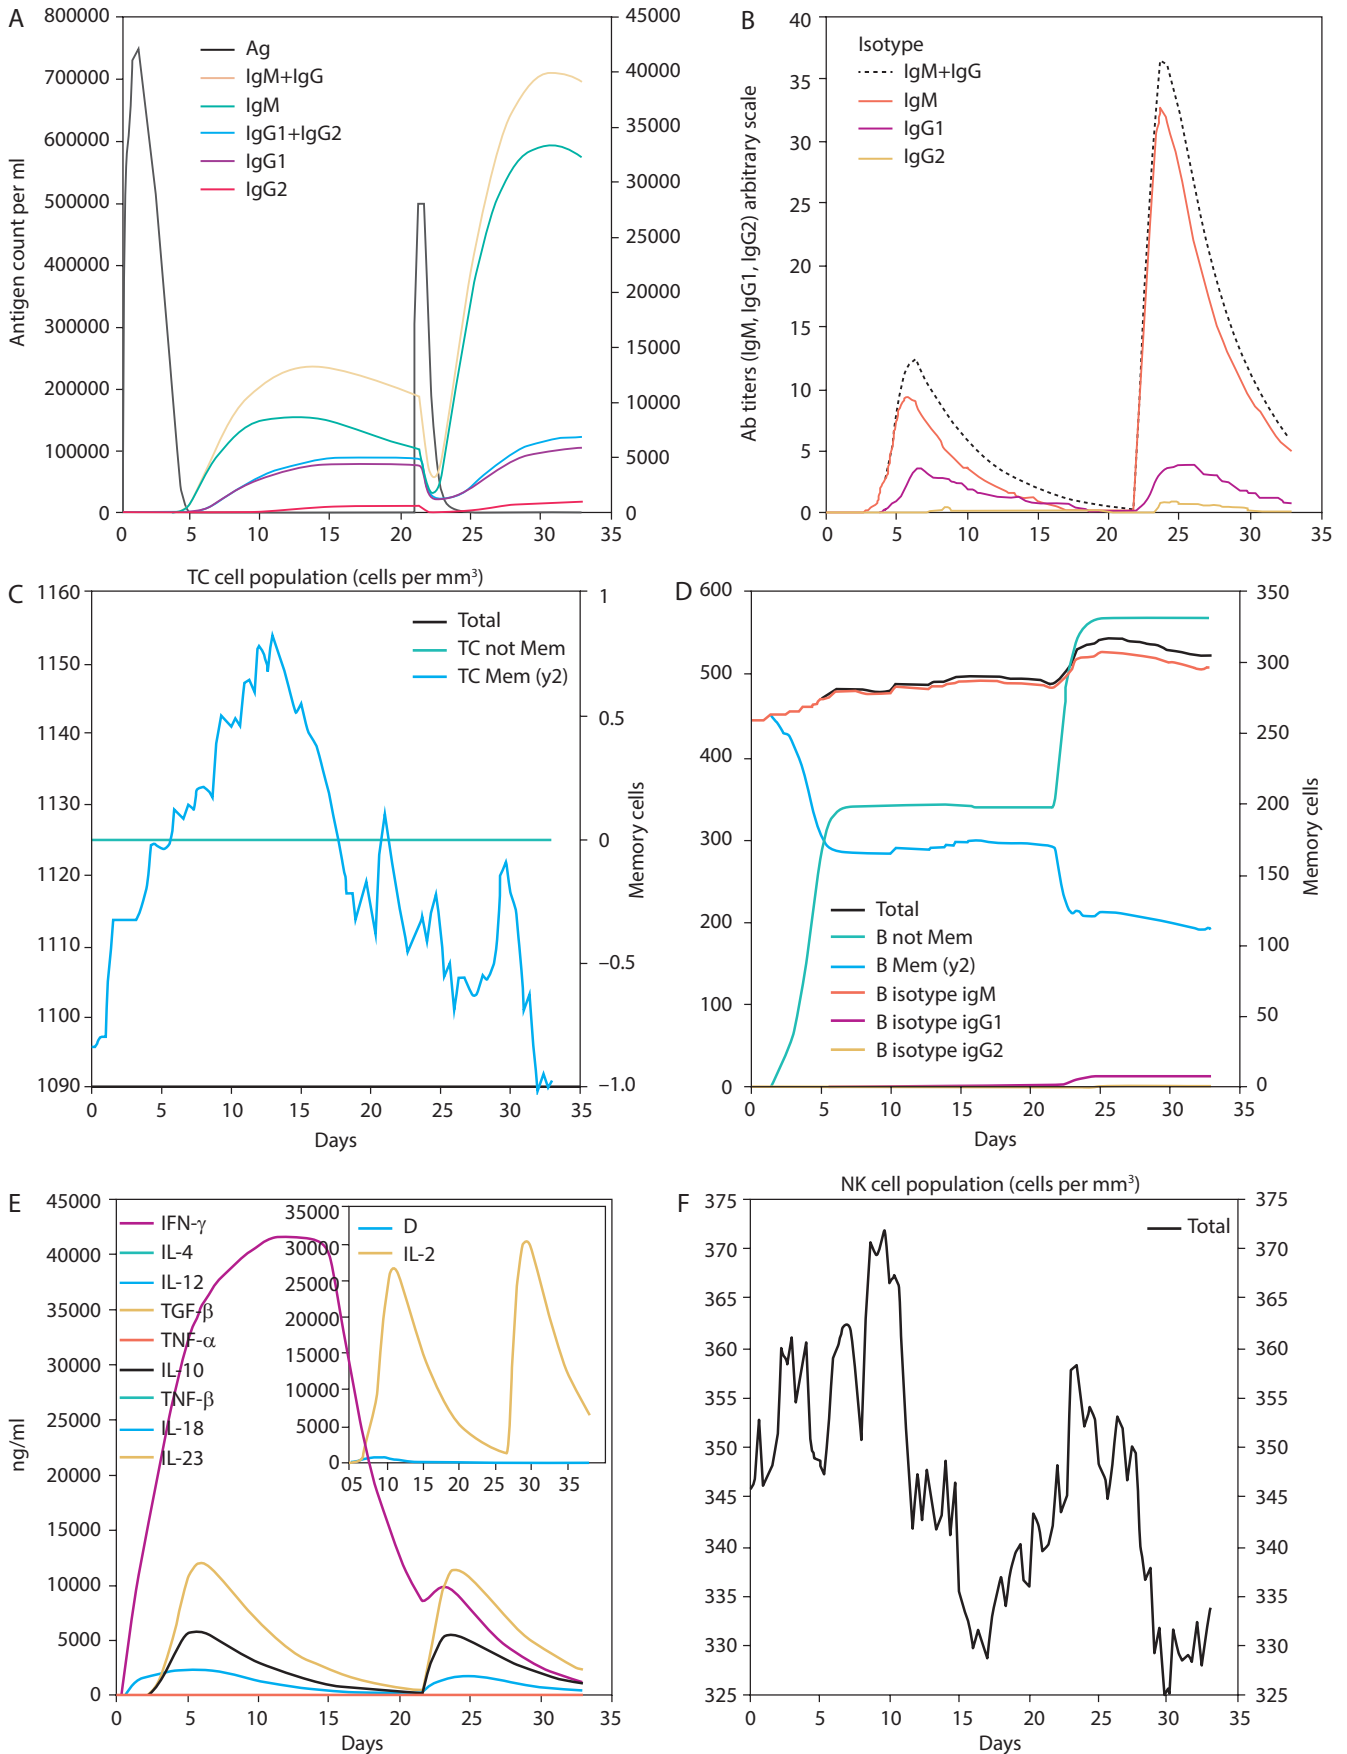 A
800000
700000
600000
500000
400000
300000
200000
100000
0
Antigen count per ml
45000
40000
35000
30000
25000
20000
15000
10000
5000
0
Ag
IgM+IgG
IgM
IgG1+IgG2
IgG1
IgG2
0 5 10 15 20 25 30 35
B
40
35
30
25
20
15
10
5
0
Ab titers (IgM, IgG1, IgG2) arbitrary scale
Isotype
IgM+IgG
IgM
IgG1
IgG2
0 5 10 15 20 25 30 35
C
TC cell population (cells per mm³)
1160
1150
1140
1130
1120
1110
1100
1090
1
0.5
0
−0.5
−1.0
Memory cells
Total
TC not Mem
TC Mem (y2)
0 5 10 15 20 25 30 35
Days
D
600
500
400
300
200
100
0
350
300
250
200
150
100
50
0
Memory cells
Total
B not Mem
B Mem (y2)
B isotype igM
B isotype igG1
B isotype igG2
0 5 10 15 20 25 30 35
Days
E
45000
40000
35000
30000
25000
20000
15000
10000
5000
0
ng/ml
IFN-γ
IL-4
IL-12
TGF-β
TNF-α
IL-10
TNF-β
IL-18
IL-23
35000
30000
25000
20000
15000
10000
5000
0
D
IL-2
05 10 15 20 25 30 35
0 5 10 15 20 25 30 35
Days
F
NK cell population (cells per mm³)
375
370
365
360
355
350
345
340
335
330
325
Total
375
370
365
360
355
350
345
340
335
330
325
0 5 10 15 20 25 30 35
Days